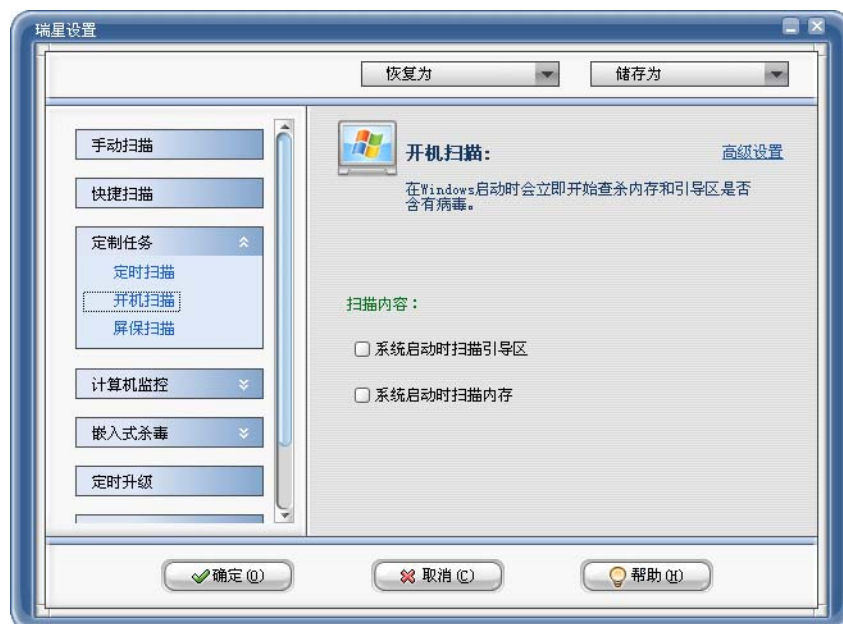 瑞星设置
恢复为
储存为
手动扫描
快捷扫描
定制任务
定时扫描
开机扫描
屏保扫描
计算机监控
嵌入式杀毒
定时升级
开机扫描:
高级设置
在Windows启动时会立即开始查杀内存和引导区是否
含有病毒。
扫描内容:
系统启动时扫描引导区
系统启动时扫描内存
确定(O)
取消(C)
帮助(H)